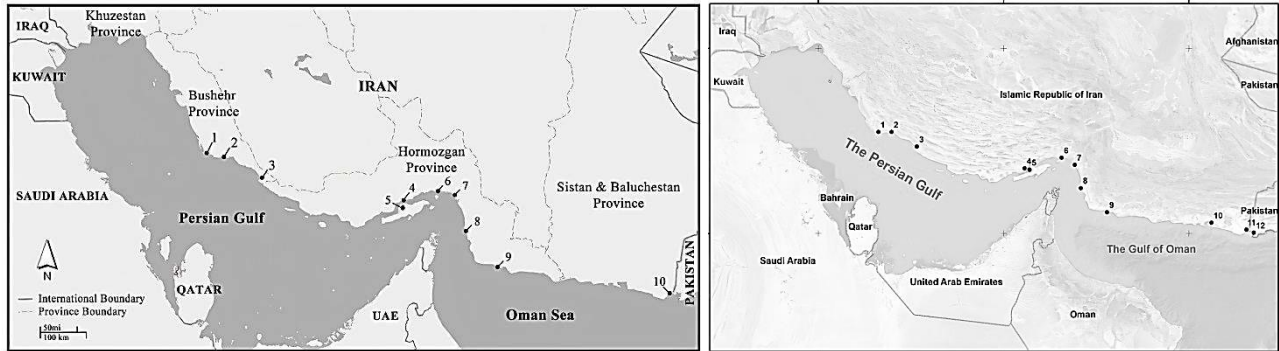 IRAQ
Khuzestan
Province
KUWAIT
IRAN
Bushehr
Province
1
2
3
Hormozgan
Province
4
5
6
7
8
9
10
SAUDI ARABIA
Persian Gulf
Sistan & Baluchestan
Province
N
QATAR
PAKISTAN
International Boundary
Province Boundary
50mi
100 km
UAE
Oman Sea
Iraq
Kuwait
Afghanistan
Pakistan
Islamic Republic of Iran
1
2
3
The Persian Gulf
4
5
6
7
8
9
10
11
12
Bahrain
Qatar
Pakistan
The Gulf of Oman
Saudi Arabia
United Arab Emirates
Oman